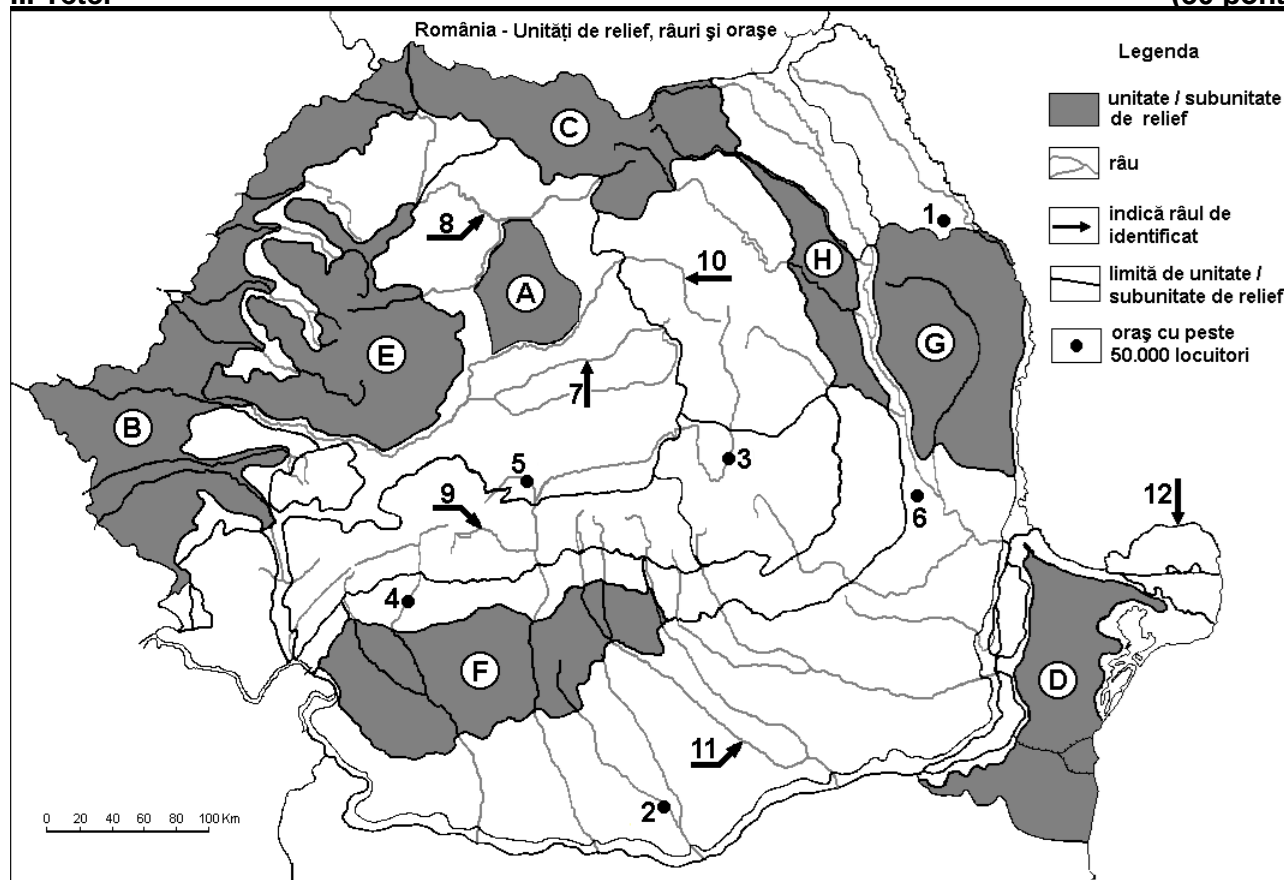 România - Unități de relief, râuri și orașe
Legenda
unitate / subunitate
de relief
râu
indică râul de
identificat
limită de unitate /
subunitate de relief
oraș cu peste
50.000 locuitori
C
1
8
H
10
A
G
E
7
B
5
3
9
12
6
4
F
D
11
2
0 20 40 60 80 100 Km